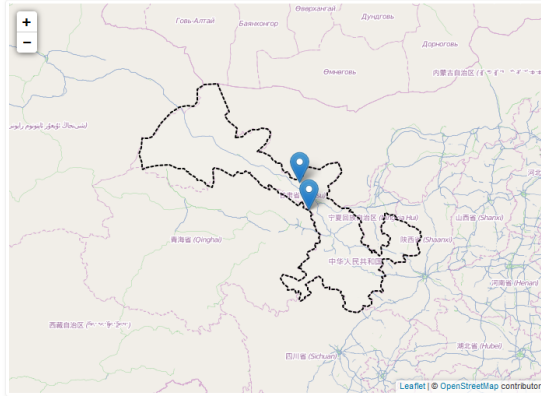 +
−
Говь-Алтай
Баянхонгор
Өвөрхангай
Дундговь
Дорноговь
Өмнөговь
内蒙古自治区
宁夏回族自治区
山西省 (Shanxi)
青海省 (Qinghai)
陕西省 (Shaanxi)
中华人民共和国
河南省 (Henan)
西藏自治区
湖北省 (Hubei)
四川省 (Sichuan)
Leaflet | © OpenStreetMap contributor